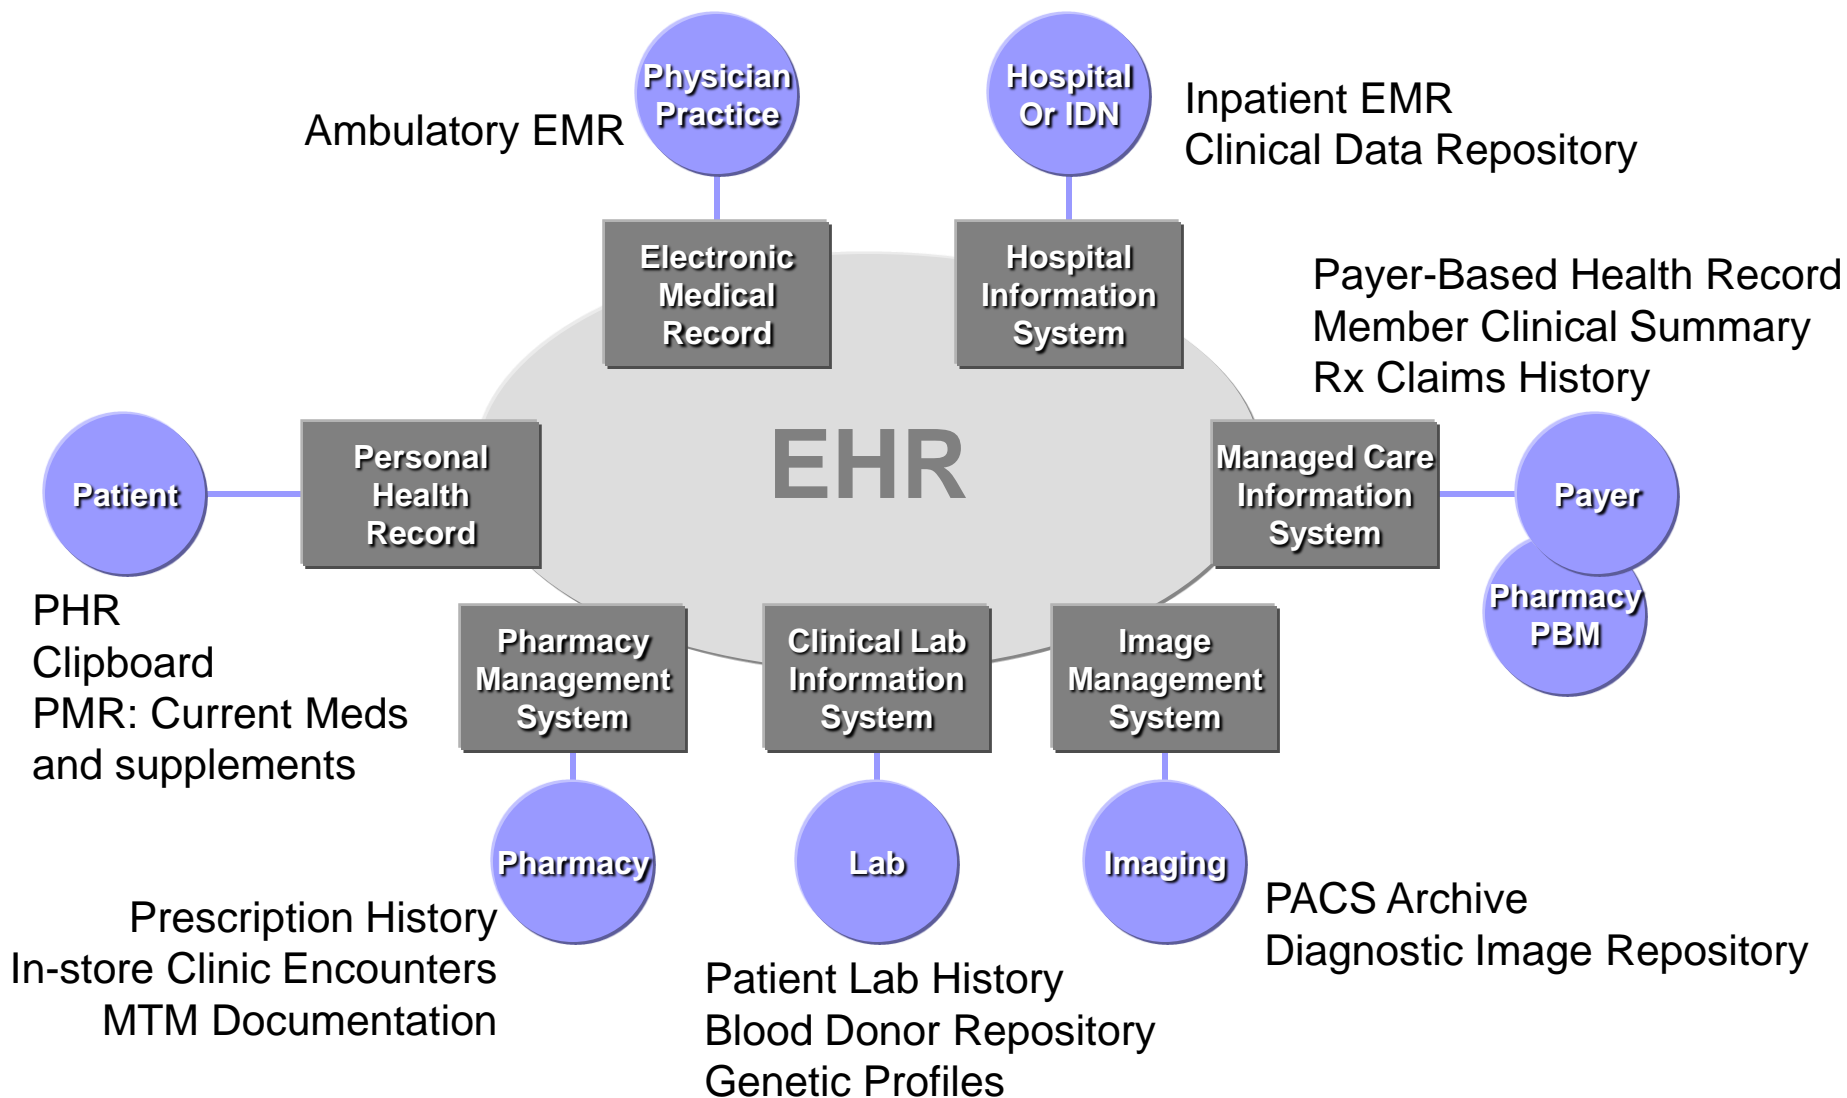 Physician
Practice
Hospital
Or IDN
Ambulatory EMR
Inpatient EMR
Clinical Data Repository
Electronic
Medical
Record
Hospital
Information
System
Payer-Based Health Record
Member Clinical Summary
Rx Claims History
EHR
Patient
Personal
Health
Record
Managed Care
Information
System
Payer
Pharmacy
PBM
PHR
Clipboard
PMR: Current Meds
and supplements
Pharmacy
Management
System
Clinical Lab
Information
System
Image
Management
System
Pharmacy
Lab
Imaging
Prescription History
In-store Clinic Encounters
MTM Documentation
Patient Lab History
Blood Donor Repository
Genetic Profiles
PACS Archive
Diagnostic Image Repository